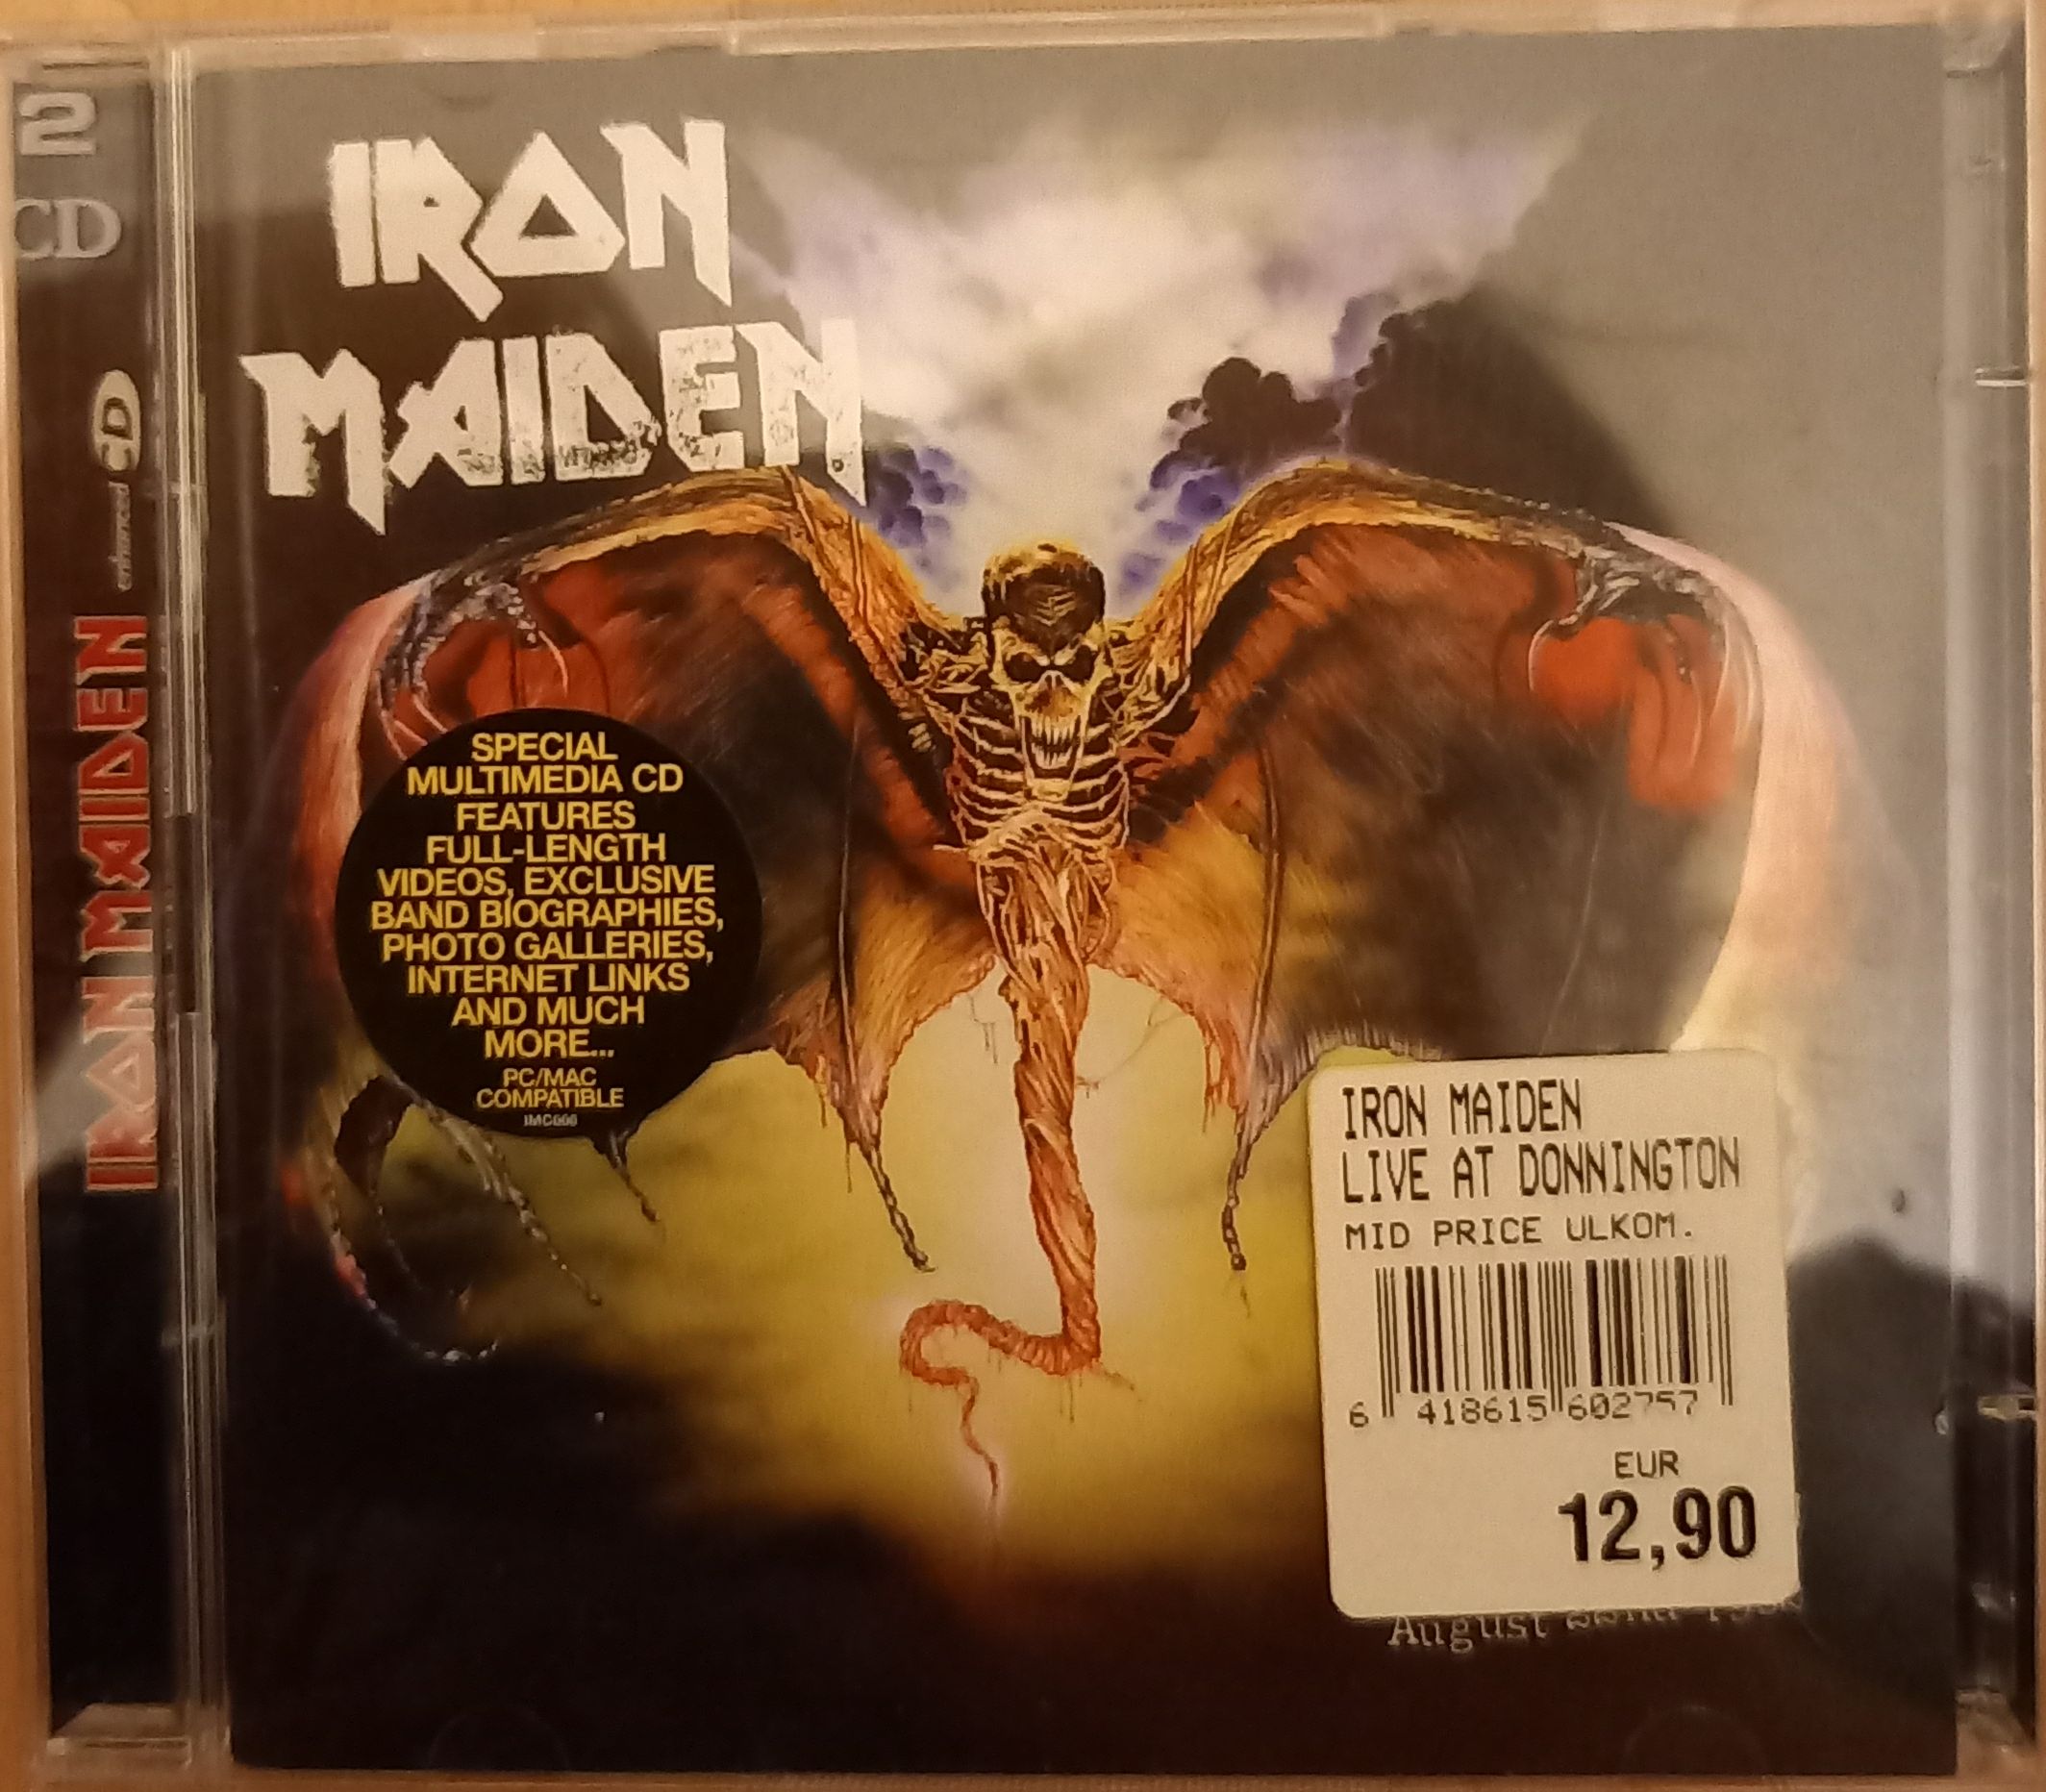 2
CD
enhanced CD
IRON MAIDEN
IRON
MAIDEN.
SPECIAL
MULTIMEDIA CD
FEATURES
FULL-LENGTH
VIDEOS, EXCLUSIVE
BAND BIOGRAPHIES,
PHOTO GALLERIES,
INTERNET LINKS
AND MUCH
MORE...
PC/MAC
COMPATIBLE
IRON MAIDEN
LIVE AT DONNINGTON
MID PRICE ULKOM.
6 418615 602757
EUR
12,90
August